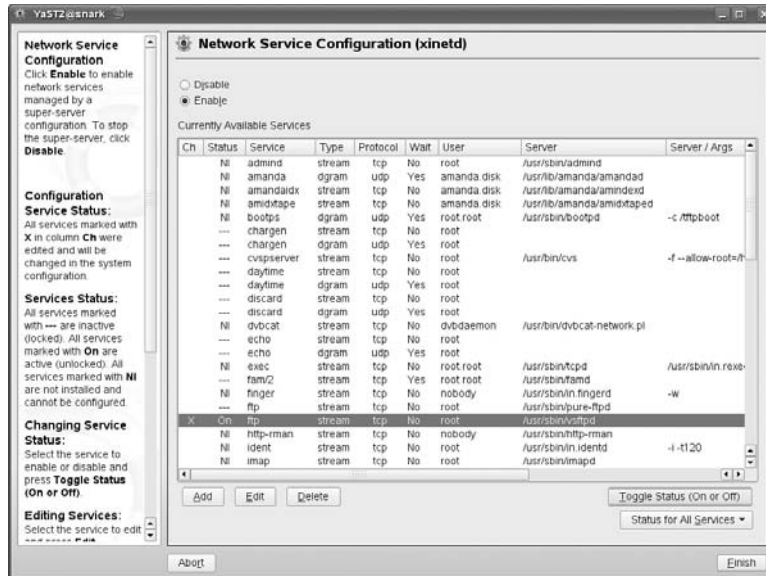 YaST2@snark
Network Service
Configuration
Click Enable to enable
network services
managed by a
super-server
configuration. To stop
the super-server, click
Disable.
Configuration
Service Status:
All services marked with
X in column Ch were
edited and will be
changed in the system
configuration.
Services Status:
All services marked
with --- are inactive
(locked). All services
marked with On are
active (unlocked). All
services marked with NI
are not installed and
cannot be configured.
Changing Service
Status:
Select the service to
enable or disable and
press Toggle Status
(On or Off).
Editing Services:
Select the service to edit
and press Edit
Network Service Configuration (xinetd)
Disable
Enable
Currently Available Services
Ch Status Service Type Protocol Wait User Server Server / Args
NI admind stream tcp No root /usr/sbin/admind
NI amanda dgram udp Yes amanda.disk /usr/lib/amanda/amandad
NI amandaidx stream tcp No amanda.disk /usr/lib/amanda/amindexd
NI amidxtape stream tcp No amanda.disk /usr/lib/amanda/amidxtaped
NI bootps dgram udp Yes root.root /usr/sbin/bootpd -c /tftpboot
--- chargen stream tcp No root
--- chargen dgram udp Yes root
--- cvspserver stream tcp No root /usr/bin/cvs -f --allow-root=/h
--- daytime stream tcp No root
--- daytime dgram udp Yes root
--- discard stream tcp No root
--- discard dgram udp Yes root
NI dvbcat stream tcp No dvbdaemon /usr/bin/dvbcat-network.pl
--- echo stream tcp No root
--- echo dgram udp Yes root
NI exec stream tcp No root.root /usr/sbin/tcpd /usr/sbin/in.rexe
--- fam/2 stream tcp Yes root.root /usr/sbin/famd
NI finger stream tcp No nobody /usr/sbin/in.fingerd -w
--- ftp stream tcp No root /usr/sbin/pure-ftpd
X On ftp stream tcp No root /usr/sbin/vsftpd
NI http-rman stream tcp No nobody /usr/sbin/http-rman
NI ident stream tcp No root /usr/sbin/in.identd -i -t120
NI imap stream tcp No root /usr/sbin/imapd
Add Edit Delete Toggle Status (On or Off)
Status for All Services
Abort Finish